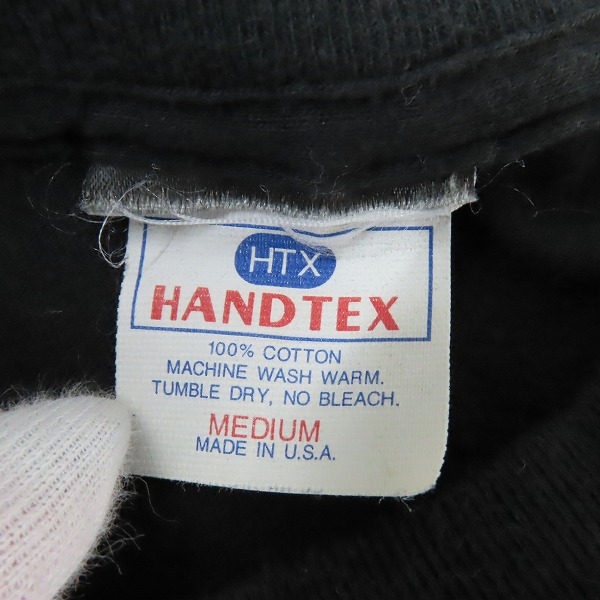 HTX
HANDTEX
100% COTTON
MACHINE WASH WARM.
TUMBLE DRY, NO BLEACH.
MEDIUM
MADE IN U.S.A.